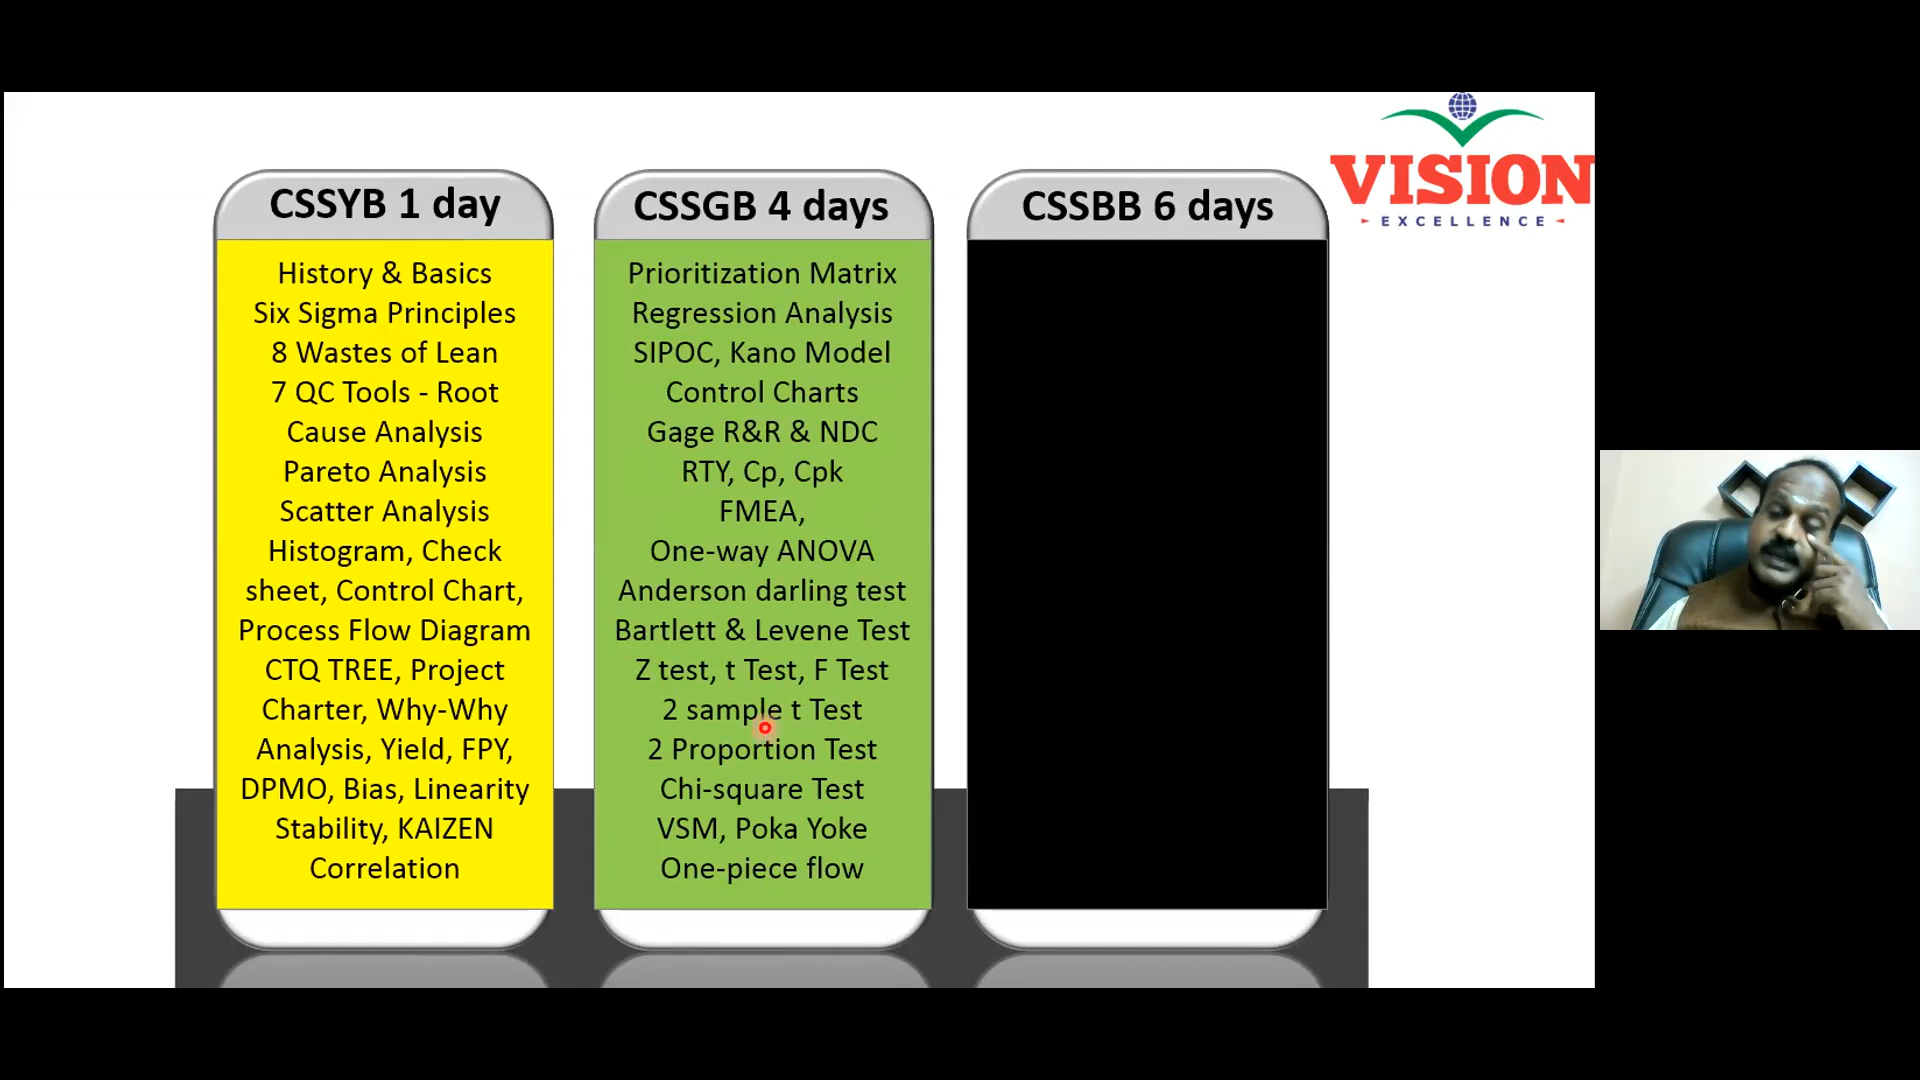 CSSYB 1 day
History & Basics
Six Sigma Principles
8 Wastes of Lean
7 QC Tools - Root
Cause Analysis
Pareto Analysis
Scatter Analysis
Histogram, Check
sheet, Control Chart,
Process Flow Diagram
CTQ TREE, Project
Charter, Why-Why
Analysis, Yield, FPY,
DPMO, Bias, Linearity
Stability, KAIZEN
Correlation
CSSGB 4 days
Prioritization Matrix
Regression Analysis
SIPOC, Kano Model
Control Charts
Gage R&R & NDC
RTY, Cp, Cpk
FMEA,
One-way ANOVA
Anderson darling test
Bartlett & Levene Test
Z test, t Test, F Test
2 sample t Test
2 Proportion Test
Chi-square Test
VSM, Poka Yoke
One-piece flow
CSSBB 6 days
VISION
EXCELLENCE